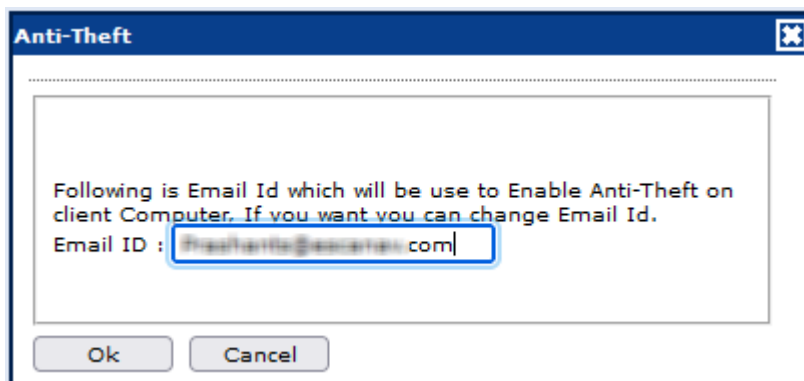 Anti-Theft
Following is Email Id which will be use to Enable Anti-Theft on
client Computer. If you want you can change Email Id.
Email ID : .com
Ok Cancel